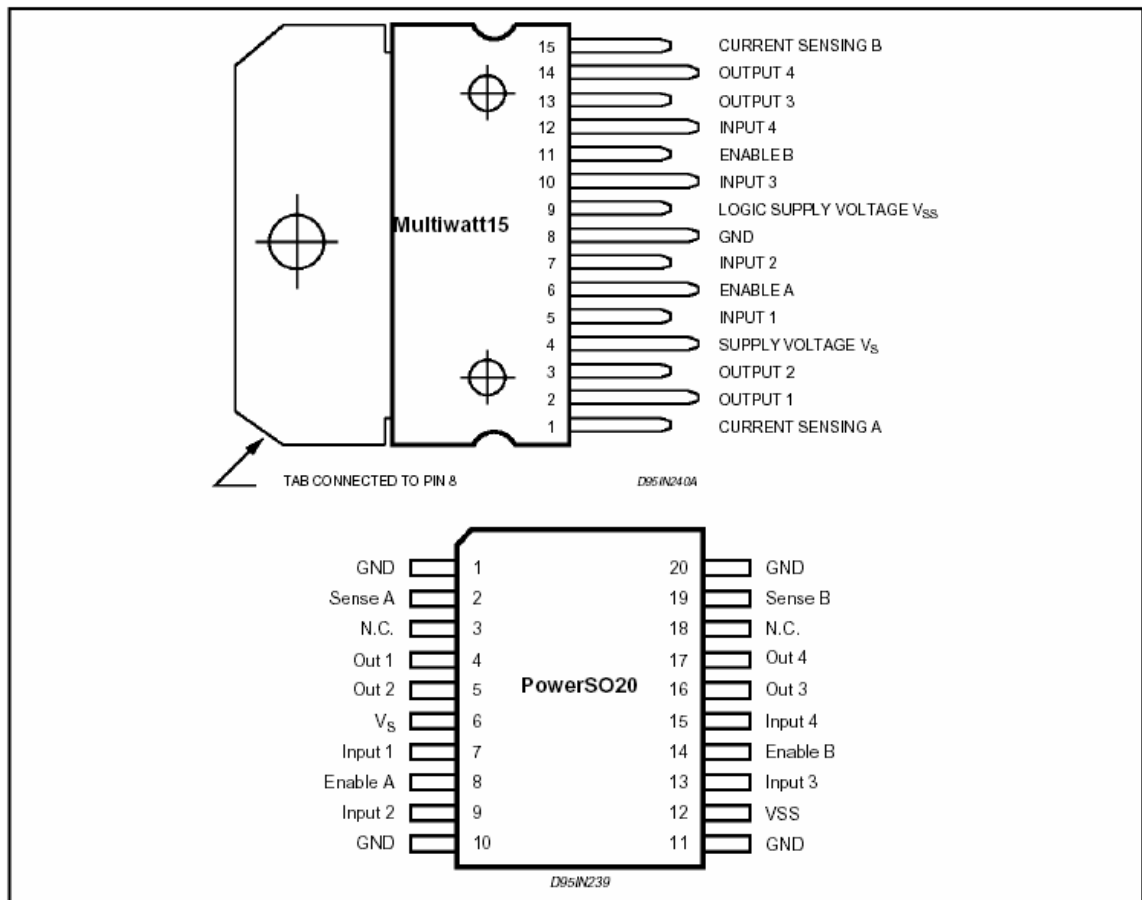 15 CURRENT SENSING B
14 OUTPUT 4
13 OUTPUT 3
12 INPUT 4
11 ENABLE B
10 INPUT 3
9 LOGIC SUPPLY VOLTAGE VSS
Multiwatt15
8 GND
7 INPUT 2
6 ENABLE A
5 INPUT 1
4 SUPPLY VOLTAGE VS
3 OUTPUT 2
2 OUTPUT 1
1 CURRENT SENSING A
TAB CONNECTED TO PIN 8
D95IN240A
GND 1 20 GND
Sense A 2 19 Sense B
N.C. 3 18 N.C.
Out 1 4 17 Out 4
PowerSO20
Out 2 5 16 Out 3
VS 6 15 Input 4
Input 1 7 14 Enable B
Enable A 8 13 Input 3
Input 2 9 12 VSS
GND 10 11 GND
D95IN239